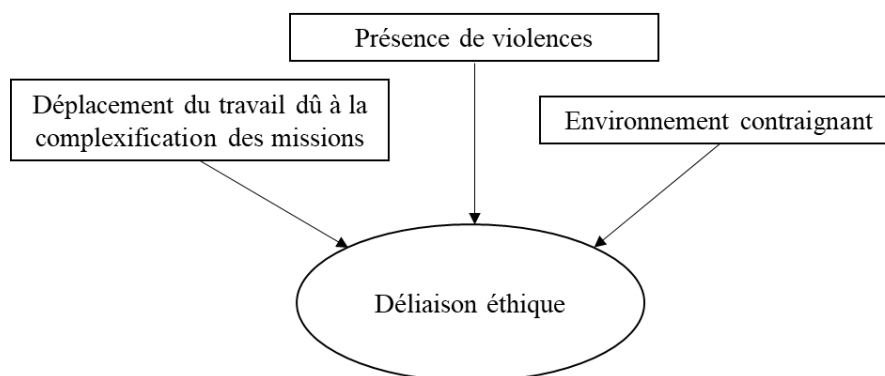 Présence de violences
Déplacement du travail dû à la
complexification des missions
Environnement contraignant
Déliaison éthique